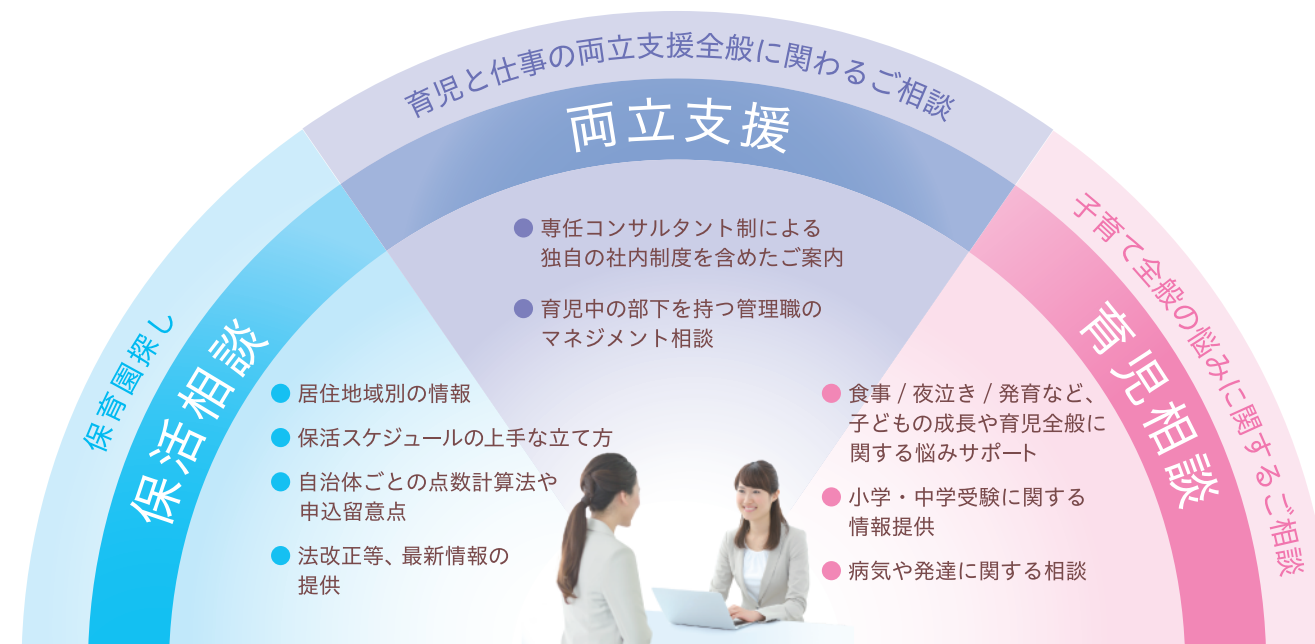 育児と仕事の両立支援全般に関わるご相談
両立支援
専任コンサルタント制による
独自の社内制度を含めたご案内
育児中の部下を持つ管理職の
マネジメント相談
保育園探し
保活相談
居住地域別の情報
保活スケジュールの上手な立て方
自治体ごとの点数計算法や
申込留意点
法改正等、最新情報の
提供
子育て全般の悩みに関するご相談
育児相談
食事 / 夜泣き / 発育など、
子どもの成長や育児全般に
関する悩みサポート
小学・中学受験に関する
情報提供
病気や発達に関する相談